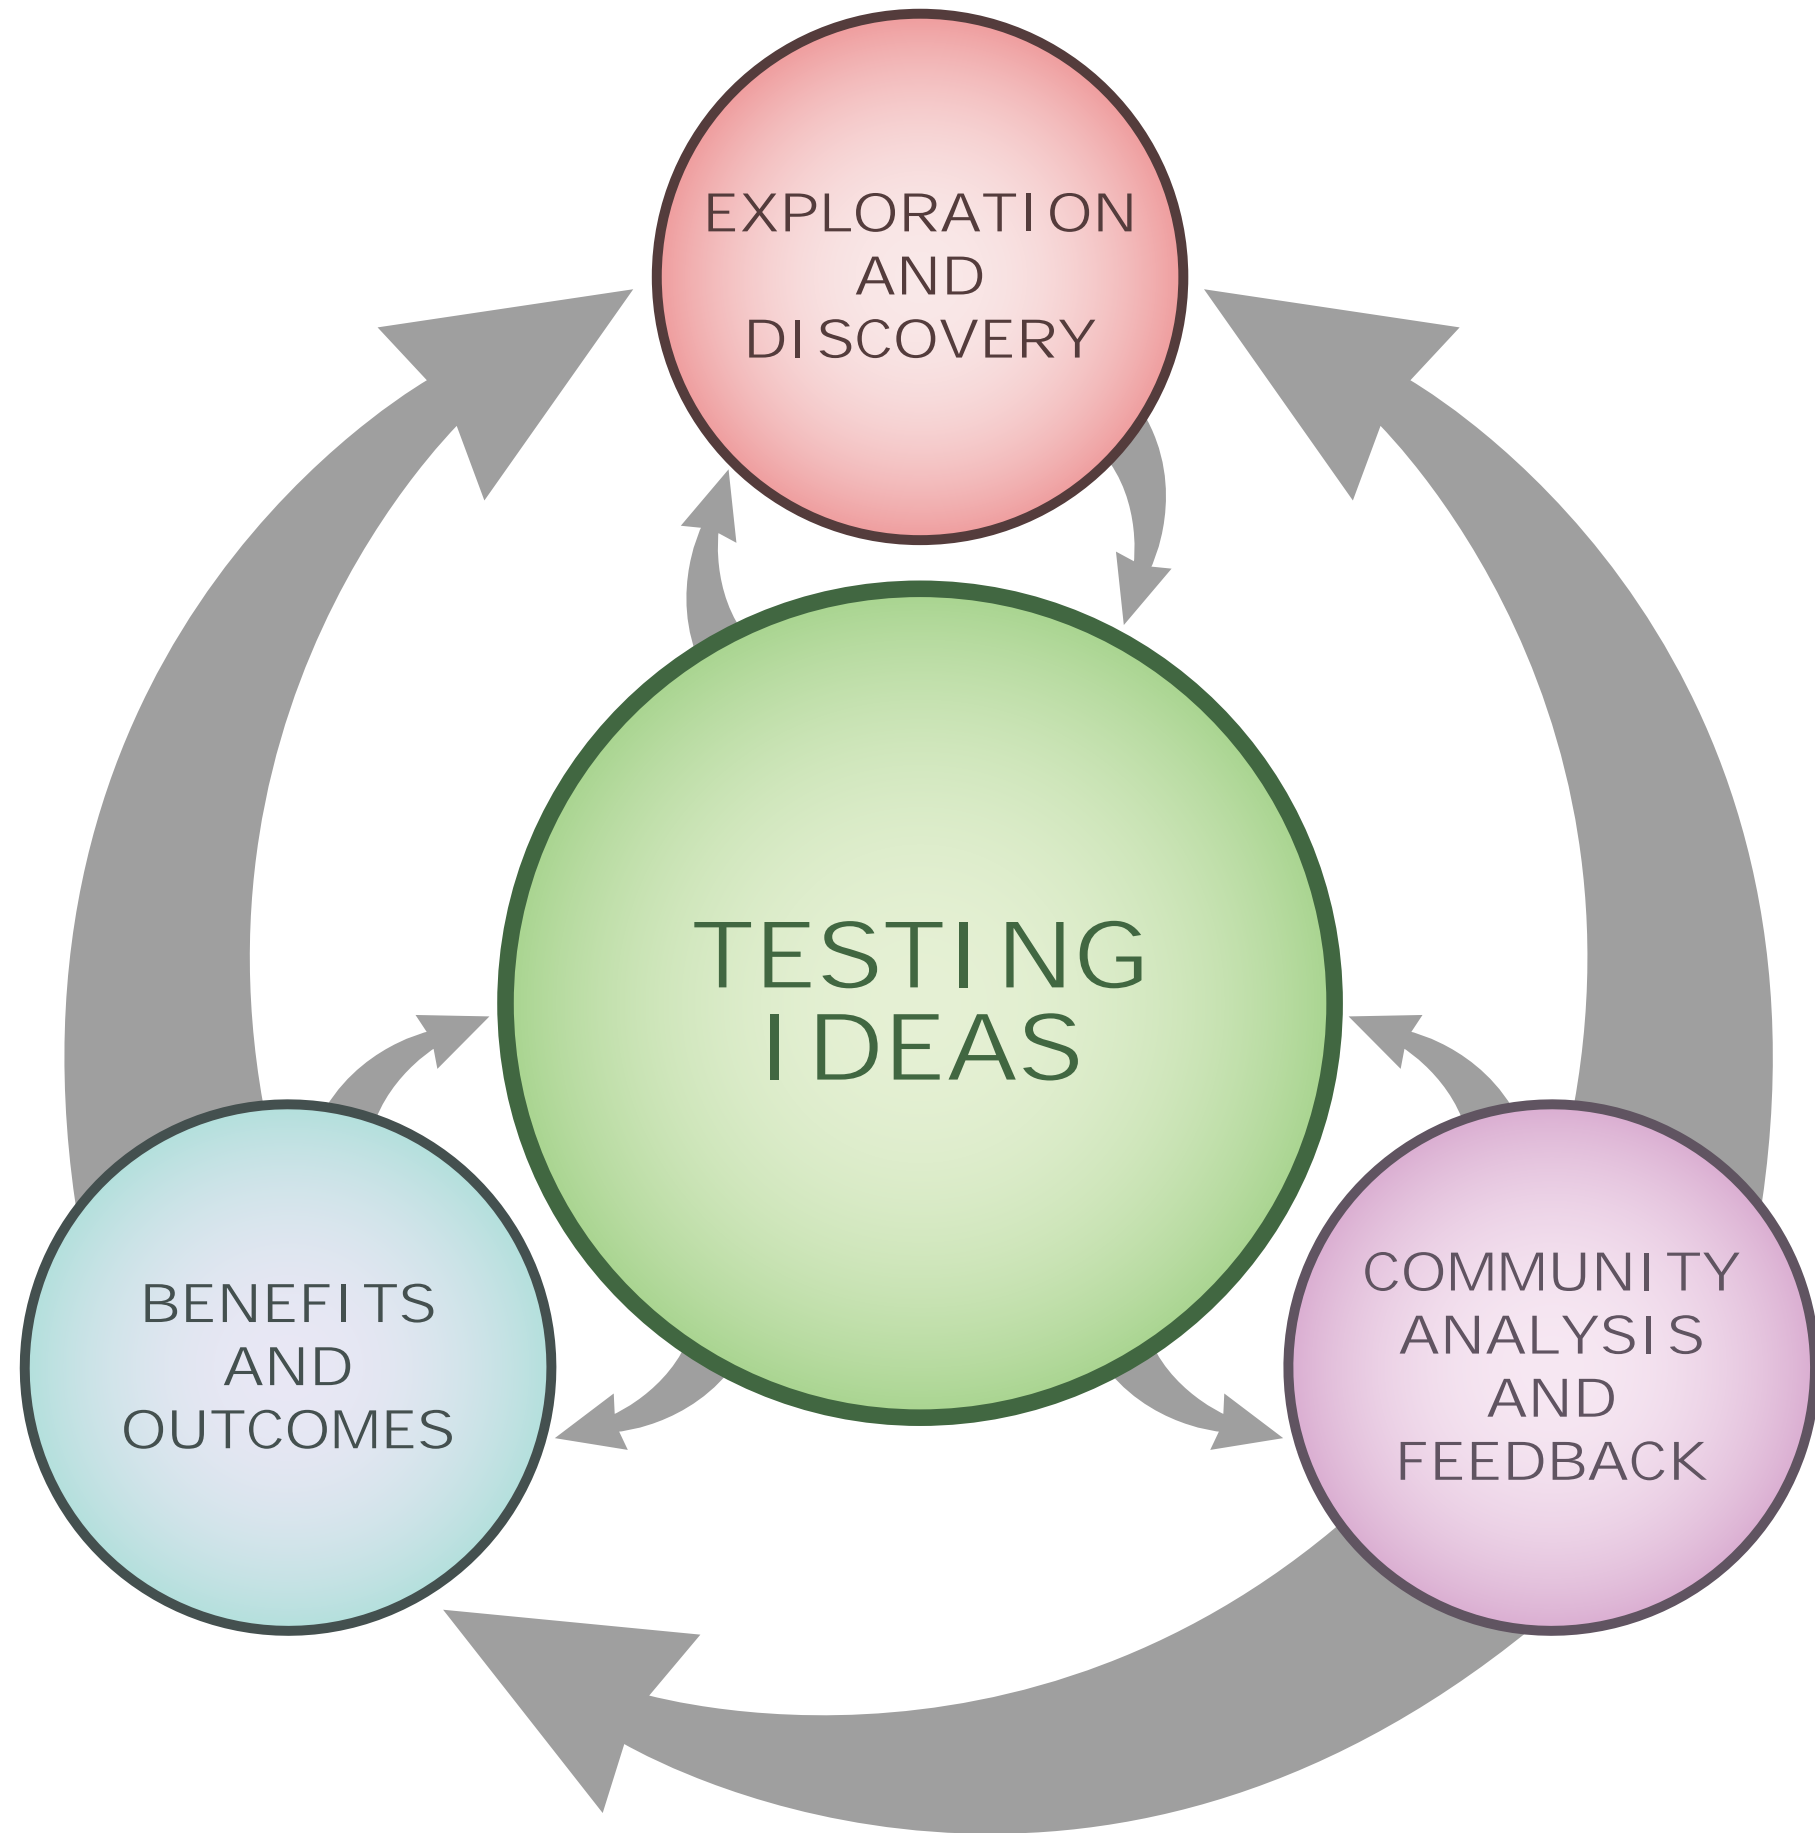 EXPLORATION
AND
DISCOVERY
TESTING
IDEAS
BENEFITS
AND
OUTCOMES
COMMUNITY
ANALYSIS
AND
FEEDBACK